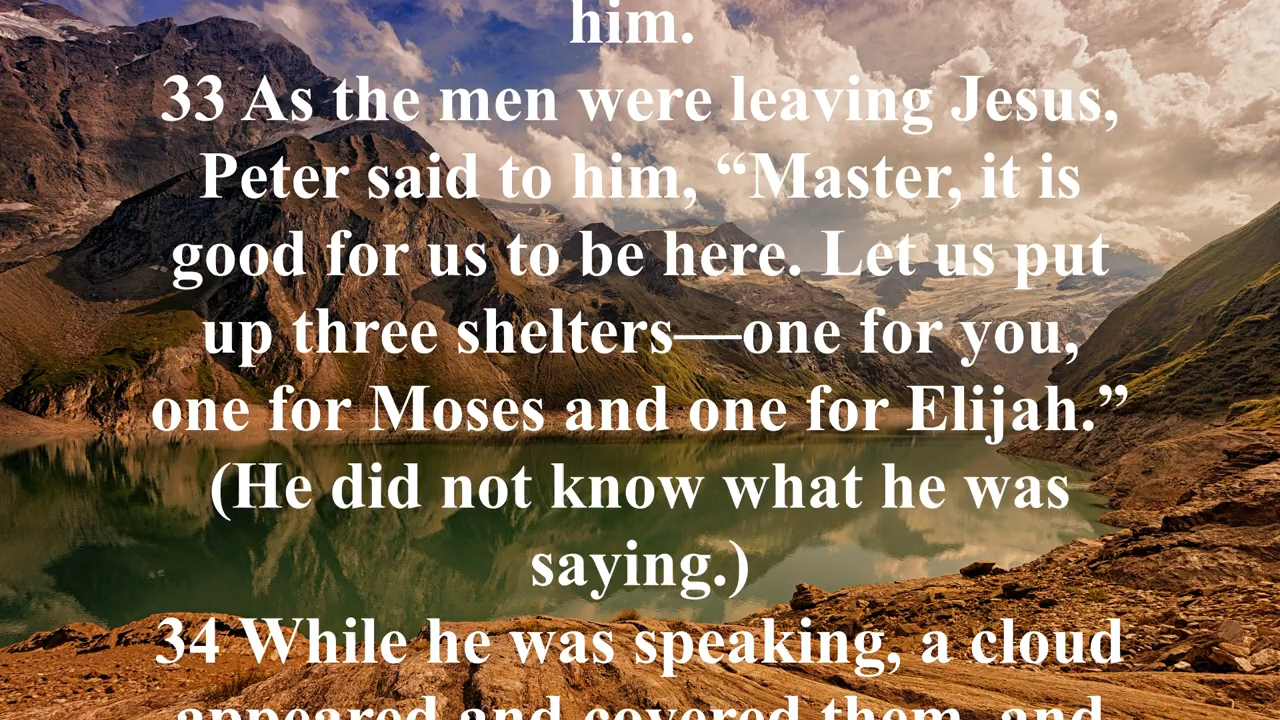 him.
33 As the men were leaving Jesus,
Peter said to him, “Master, it is
good for us to be here. Let us put
up three shelters—one for you,
one for Moses and one for Elijah.”
(He did not know what he was
saying.)
34 While he was speaking, a cloud
appeared and covered them, and